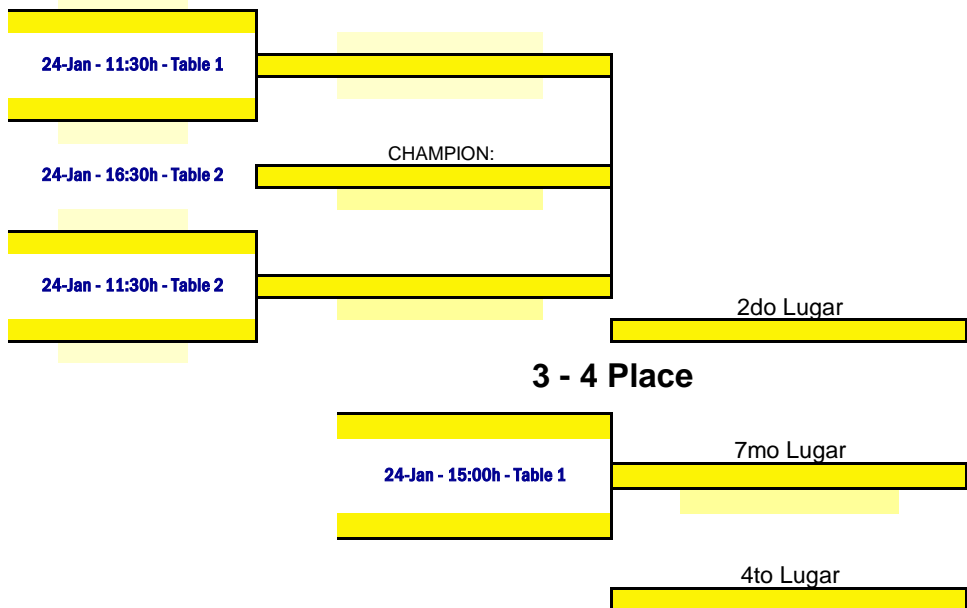 24-Jan - 11:30h - Table 1
CHAMPION:
24-Jan - 16:30h - Table 2
24-Jan - 11:30h - Table 2
2do Lugar
3 - 4 Place
7mo Lugar
24-Jan - 15:00h - Table 1
4to Lugar